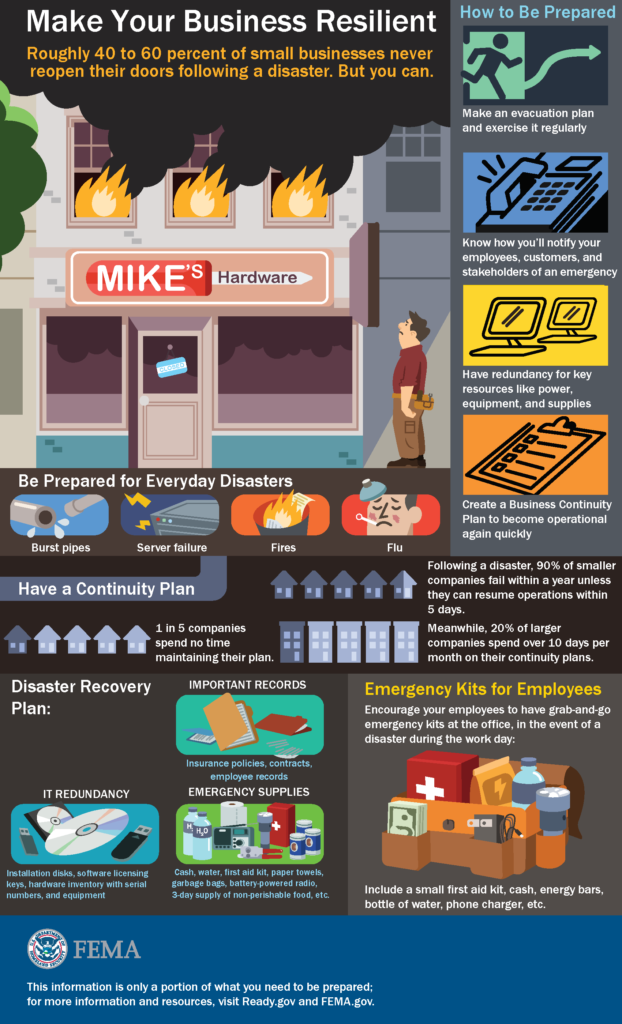 Make Your Business Resilient
Roughly 40 to 60 percent of small businesses never
reopen their doors following a disaster. But you can.
MIKE'S Hardware
CLOSED
How to Be Prepared
Make an evacuation plan
and exercise it regularly
Know how you'll notify your
employees, customers, and
stakeholders of an emergency
Have redundancy for key
resources like power,
equipment, and supplies
Create a Business Continuity
Plan to become operational
again quickly
Be Prepared for Everyday Disasters
Burst pipes
Server failure
Fires
Flu
Have a Continuity Plan
Following a disaster, 90% of smaller
companies fail within a year unless
they can resume operations within
5 days.
1 in 5 companies
spend no time
maintaining their plan.
Meanwhile, 20% of larger
companies spend over 10 days per
month on their continuity plans.
Disaster Recovery
Plan:
IMPORTANT RECORDS
Insurance policies, contracts,
employee records
IT REDUNDANCY
Installation disks, software licensing
keys, hardware inventory with serial
numbers, and equipment
EMERGENCY SUPPLIES
H₂O
H₂O
Cash, water, first aid kit, paper towels,
garbage bags, battery-powered radio,
3-day supply of non-perishable food, etc.
Emergency Kits for Employees
Encourage your employees to have grab-and-go
emergency kits at the office, in the event of a
disaster during the work day:
Include a small first aid kit, cash, energy bars,
bottle of water, phone charger, etc.
FEMA
This information is only a portion of what you need to be prepared;
for more information and resources, visit Ready.gov and FEMA.gov.